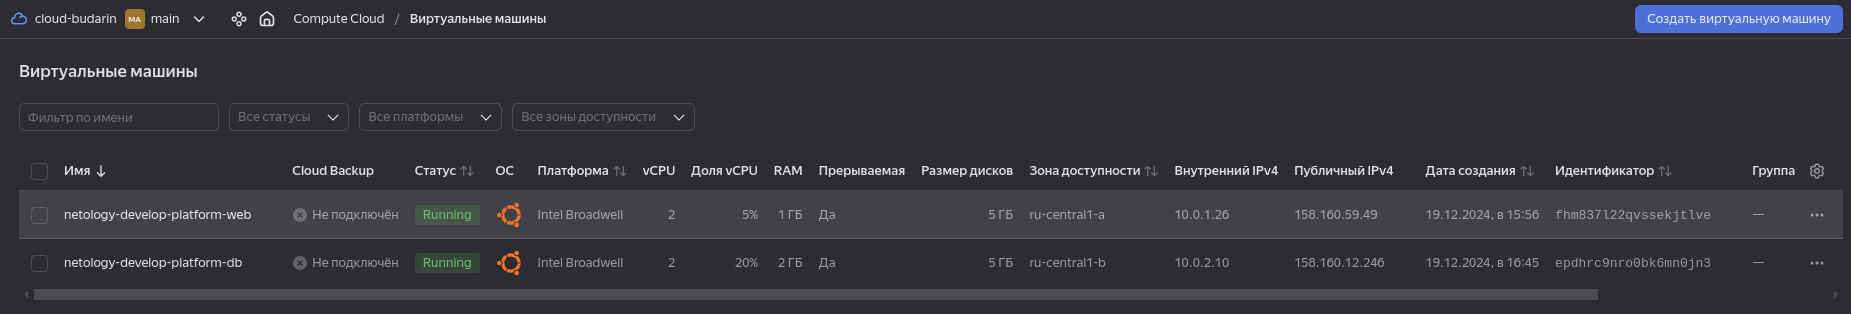 cloud-budarin MA main Compute Cloud / Виртуальные машины Создать виртуальную машину
Виртуальные машины
Фильтр по имени Все статусы Все платформы Все зоны доступности
Имя Cloud Backup Статус ОС Платформа vCPU Доля vCPU RAM Прерываемая Размер дисков Зона доступности Внутренний IPv4 Публичный IPv4 Дата создания Идентификатор Группа
netology-develop-platform-web Не подключён Running Intel Broadwell 2 5% 1 ГБ Да 5 ГБ ru-central1-a 10.0.1.26 158.160.59.49 19.12.2024, в 15:56 fhm837l22qvssekjtlve —
netology-develop-platform-db Не подключён Running Intel Broadwell 2 20% 2 ГБ Да 5 ГБ ru-central1-b 10.0.2.10 158.160.12.246 19.12.2024, в 16:45 epdhrc9nro0bk6mn0jn3 —